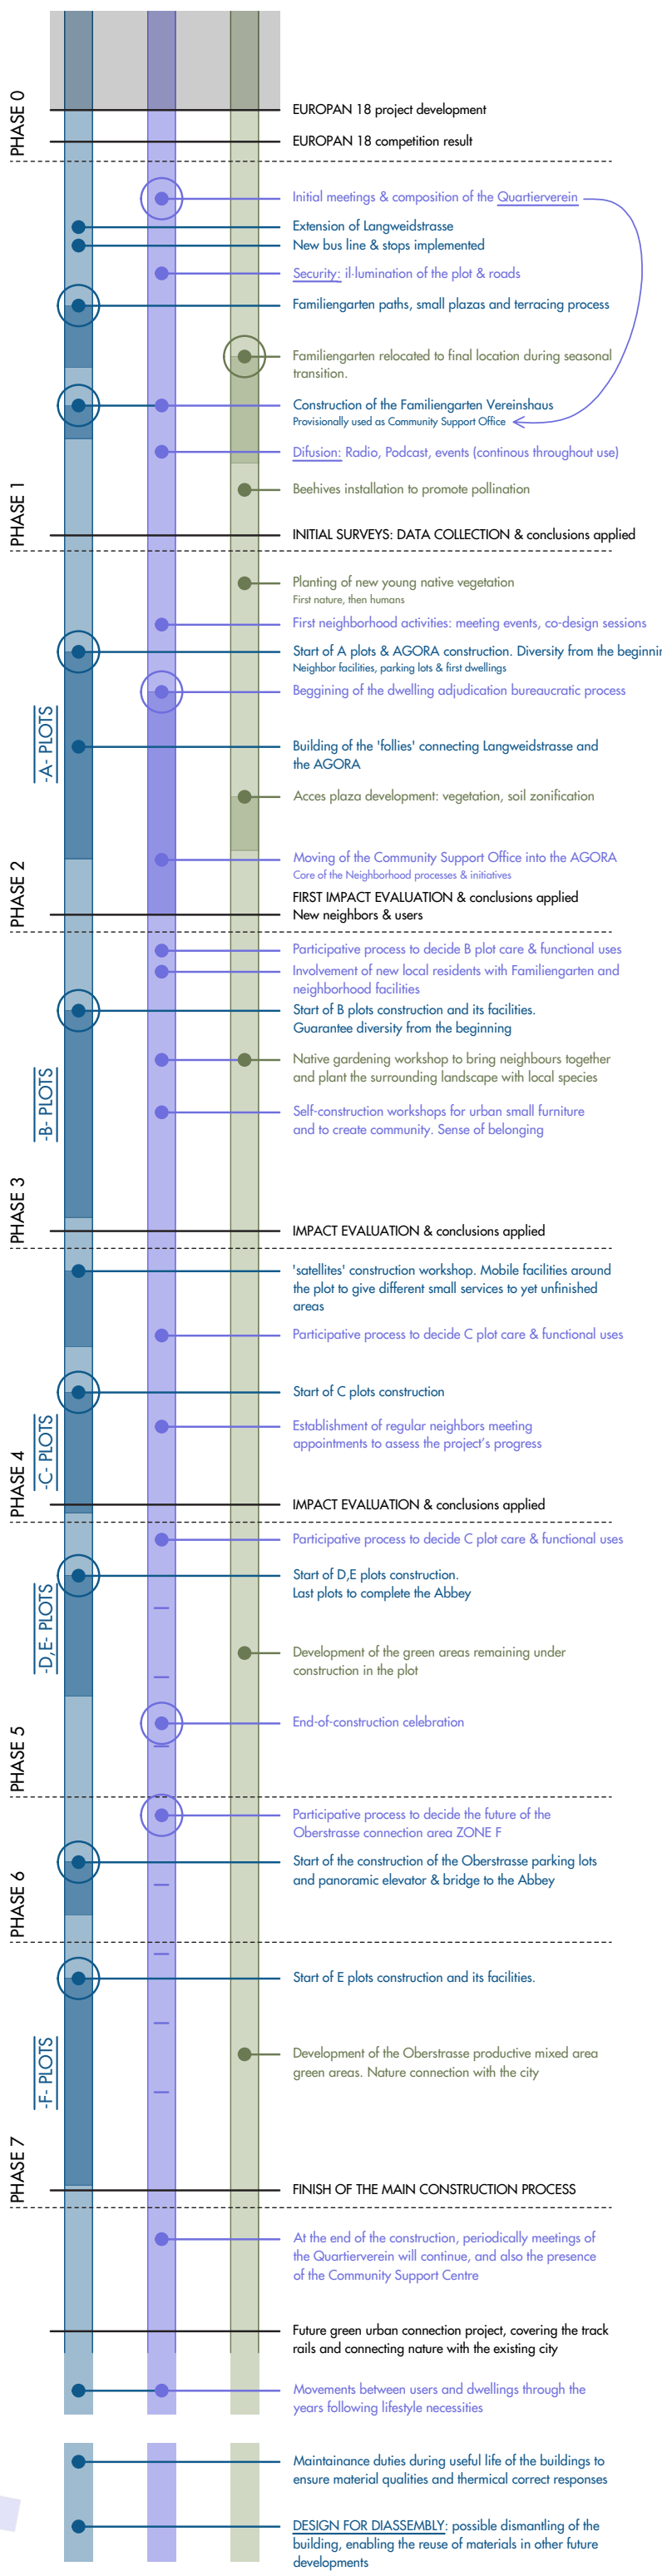 EUROPAN 18 project development
PHASE 0
EUROPAN 18 competition result
Initial meetings & composition of the Quartierverein
Extension of Langweidstrasse
New bus line & stops implemented
Security: il·lumination of the plot & roads
Familiengarten paths, small plazas and terracing process
Familiengarten relocated to final location during seasonal
transition.
Construction of the Familiengarten Vereinshaus
Provisionally used as Community Support Office
Difusion: Radio, Podcast, events (continous throughout use)
Beehives installation to promote pollination
PHASE 1
INITIAL SURVEYS: DATA COLLECTION & conclusions applied
Planting of new young native vegetation
First nature, then humans
First neighborhood activities: meeting events, co-design sessions
Start of A plots & AGORA construction. Diversity from the beginnin
Neighbor facilities, parking lots & first dwellings
Beggining of the dwelling adjudication bureaucratic process
-A- PLOTS
Building of the 'follies' connecting Langweidstrasse and
the AGORA
Acces plaza development: vegetation, soil zonification
Moving of the Community Support Office into the AGORA
Core of the Neighborhood processes & initiatives
PHASE 2
FIRST IMPACT EVALUATION & conclusions applied
New neighbors & users
Participative process to decide B plot care & functional uses
Involvement of new local residents with Familiengarten and
neighborhood facilities
Start of B plots construction and its facilities.
Guarantee diversity from the beginning
Native gardening workshop to bring neighbours together
and plant the surrounding landscape with local species
-B- PLOTS
Self-construction workshops for urban small furniture
and to create community. Sense of belonging
PHASE 3
IMPACT EVALUATION & conclusions applied
'satellites' construction workshop. Mobile facilities around
the plot to give different small services to yet unfinished
areas
Participative process to decide C plot care & functional uses
Start of C plots construction
-C- PLOTS
Establishment of regular neighbors meeting
appointments to assess the project's progress
PHASE 4
IMPACT EVALUATION & conclusions applied
Participative process to decide C plot care & functional uses
Start of D,E plots construction.
Last plots to complete the Abbey
-D,E- PLOTS
Development of the green areas remaining under
construction in the plot
End-of-construction celebration
PHASE 5
Participative process to decide the future of the
Oberstrasse connection area ZONE F
Start of the construction of the Oberstrasse parking lots
and panoramic elevator & bridge to the Abbey
PHASE 6
Start of E plots construction and its facilities.
-F- PLOTS
Development of the Oberstrasse productive mixed area
green areas. Nature connection with the city
PHASE 7
FINISH OF THE MAIN CONSTRUCTION PROCESS
At the end of the construction, periodically meetings of
the Quartierverein will continue, and also the presence
of the Community Support Centre
Future green urban connection project, covering the track
rails and connecting nature with the existing city
Movements between users and dwellings through the
years following lifestyle necessities
Maintainance duties during useful life of the buildings to
ensure material qualities and thermical correct responses
DESIGN FOR DIASSEMBLY: possible dismantling of the
building, enabling the reuse of materials in other future
developments